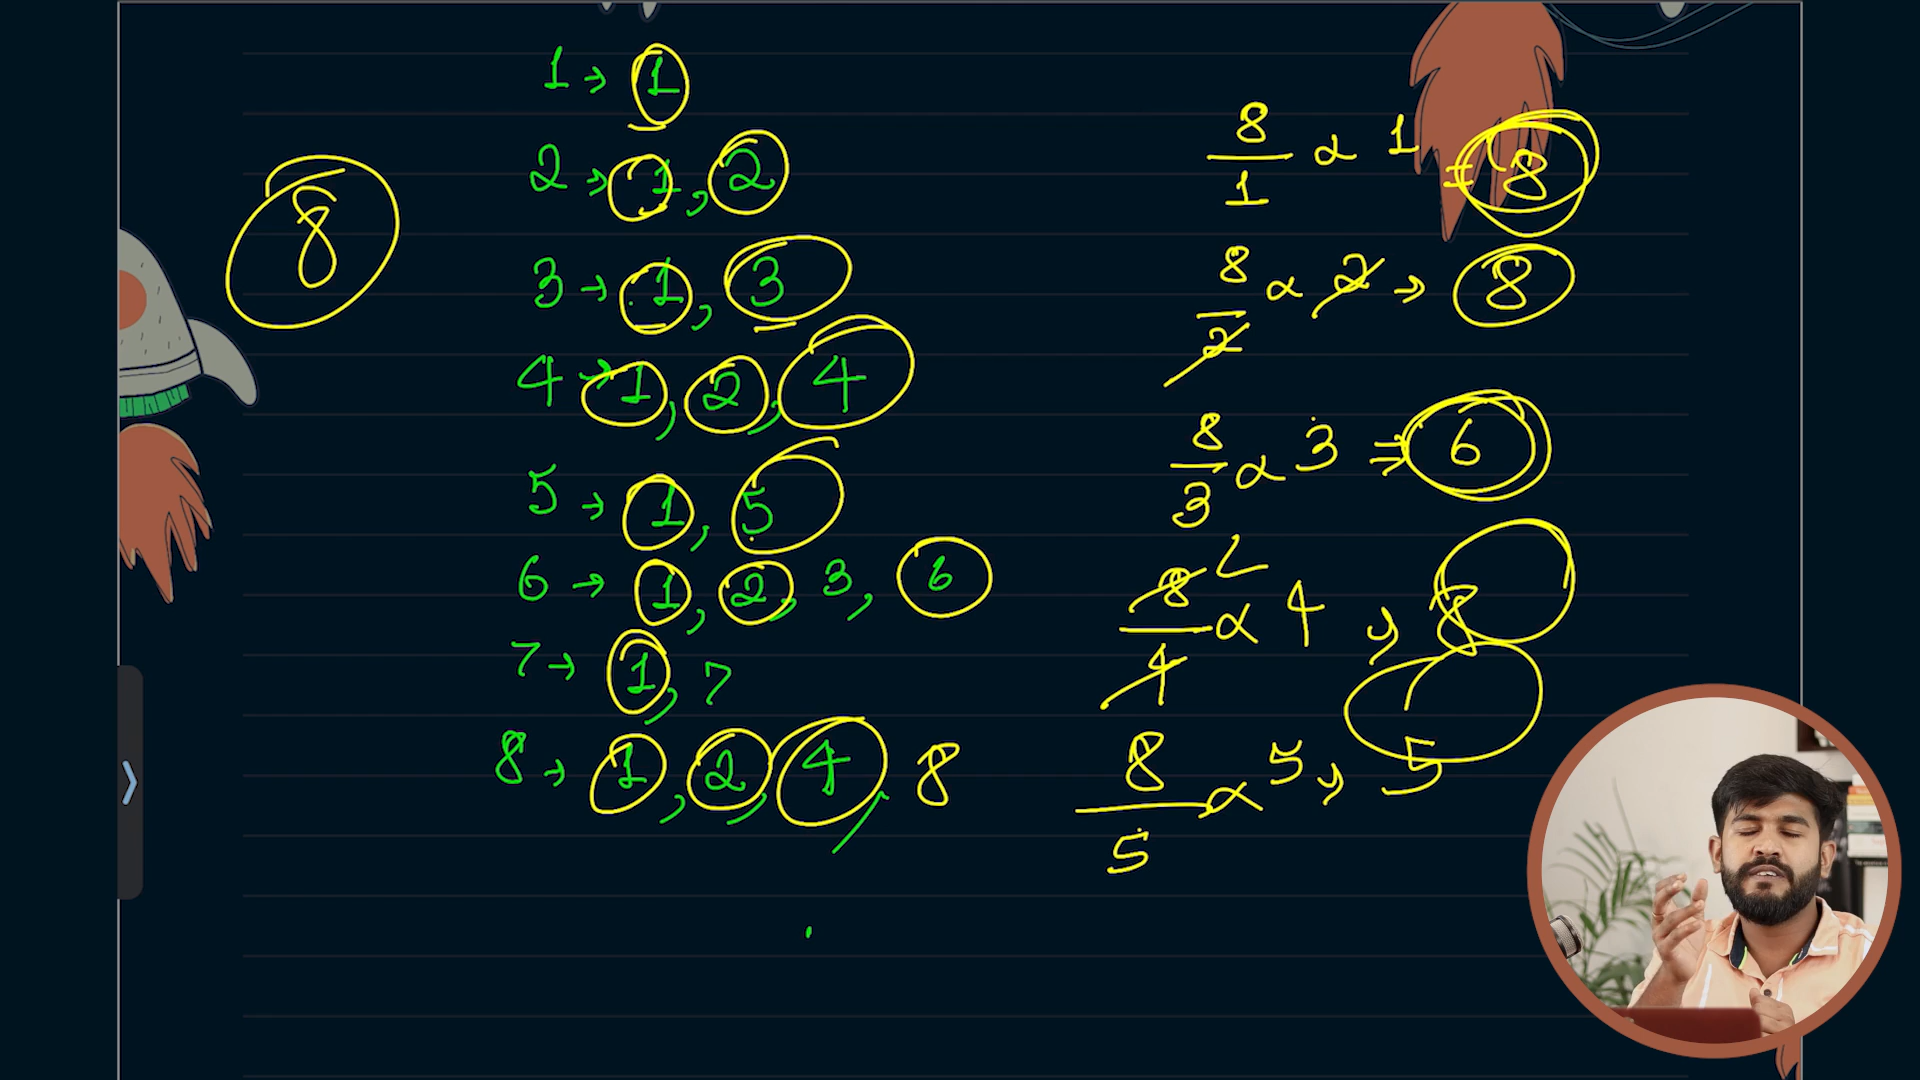 8
1 → 1
2 → 1, 2
3 → 1, 3
4 → 1, 2, 4
5 → 1, 5
6 → 1, 2, 3, 6
7 → 1, 7
8 → 1, 2, 4, 8
8/1 α 1 = 8
8/2 α 2 → 8
8/3 α 3 ⇒ 6
8/4 α 4 → 8
8/5 α 5 → 5